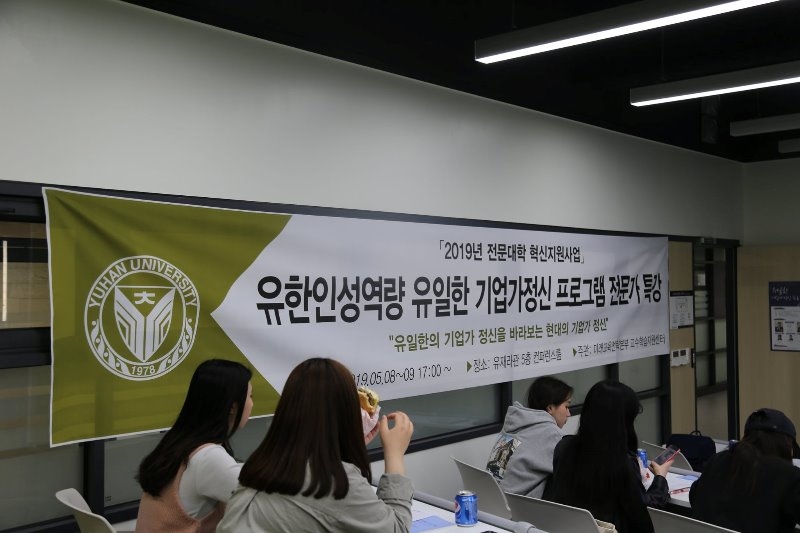 「2019년 전문대학 혁신지원사업」
유한인성역량 유일한 기업가정신 프로그램 전문가 특강
"유일한의 기업가 정신을 바라보는 현대의 기업가 정신"
2019.05.08~09 17:00 ~ ▶장소: 유재라관 5층 컨퍼런스홀 ▶주관:
YUHAN UNIVERSITY
1978